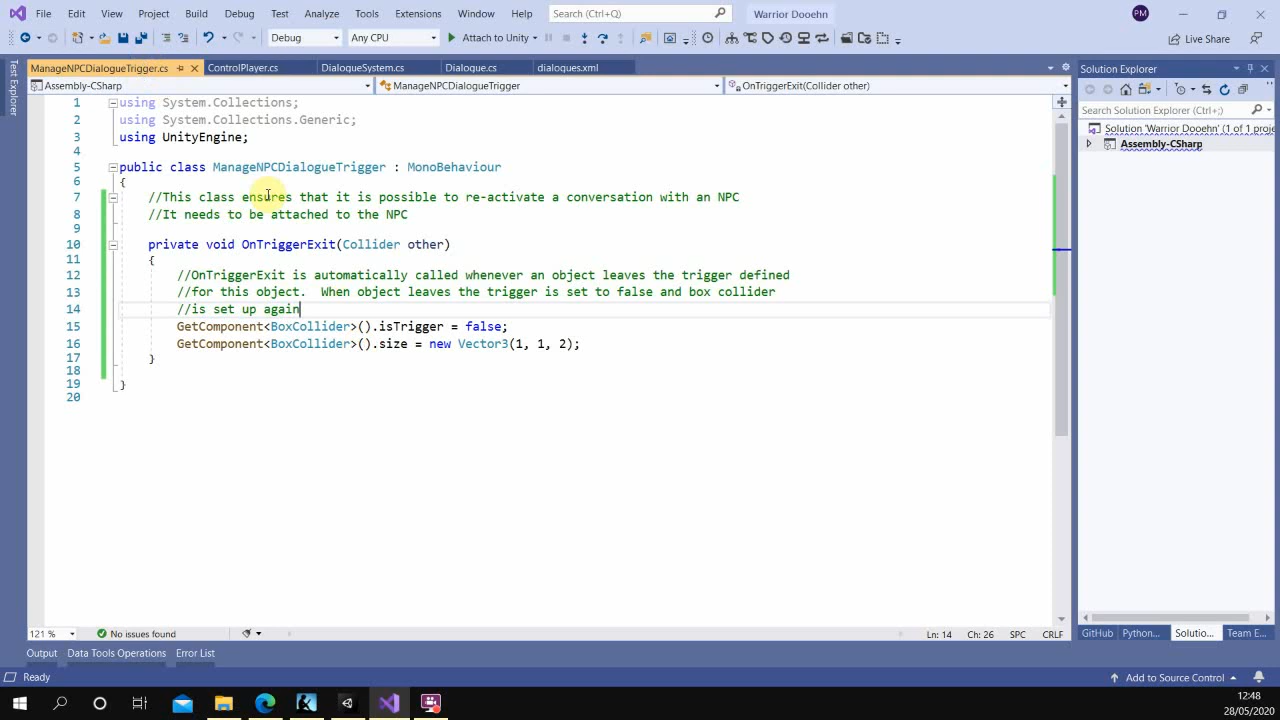 File Edit View Git Project Build Debug Test Analyze Tools Extensions Window Help Search (Ctrl+Q) Warrior Dooehn PM
Debug Any CPU Attach to Unity Live Share
ManageNPCDialogueTrigger.cs ControlPlayer.cs DialogueSystem.cs Dialogue.cs dialogues.xml
Assembly-CSharp ManageNPCDialogueTrigger OnTriggerExit(Collider other)
Test Explorer
1 using System.Collections;
2 using System.Collections.Generic;
3 using UnityEngine;
4
5 public class ManageNPCDialogueTrigger : MonoBehaviour
6 {
7 //This class ensures that it is possible to re-activate a conversation with an NPC
8 //It needs to be attached to the NPC
9
10 private void OnTriggerExit(Collider other)
11 {
12 //OnTriggerExit is automatically called whenever an object leaves the trigger defined
13 //for this object.  When object leaves the trigger is set to false and box collider
14 //is set up again
15 GetComponent<BoxCollider>().isTrigger = false;
16 GetComponent<BoxCollider>().size = new Vector3(1, 1, 2);
17 }
18
19 }
20
Solution Explorer
Search Solution Explorer (Ctrl+;)
Solution 'Warrior Dooehn' (1 of 1 proje
Assembly-CSharp
GitHub Python... Solutio... Team E...
121 % No issues found Ln: 14 Ch: 26 SPC CRLF
Output Data Tools Operations Error List
Ready Add to Source Control
12:48
28/05/2020